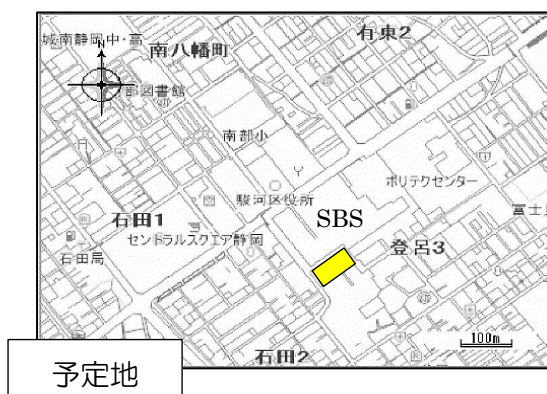 城南静岡中・高
南八幡町
有東2
N
部図書館
南部小
ポリテクセンター
駿河区役所
SBS
富士見
石田1
セントラルスクエア静岡
登呂3
石田局
100m
石田2
予定地